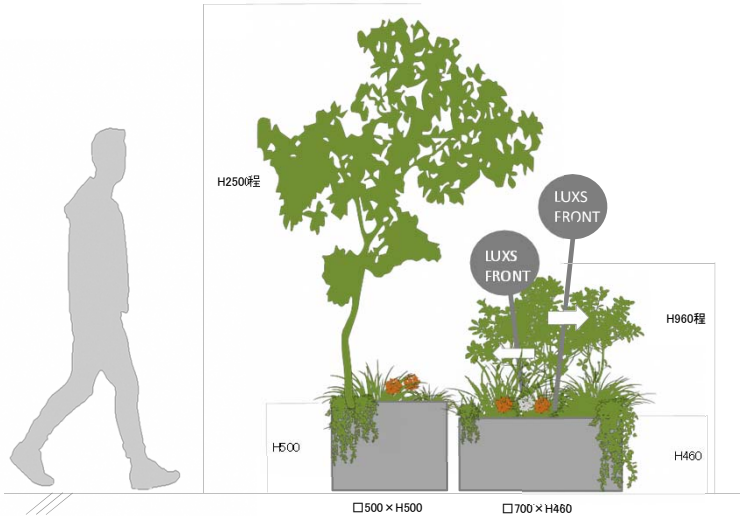 H2500程
LUXS
FRONT
LUXS
FRONT
H960程
H500
H460
□500×H500
□700×H460